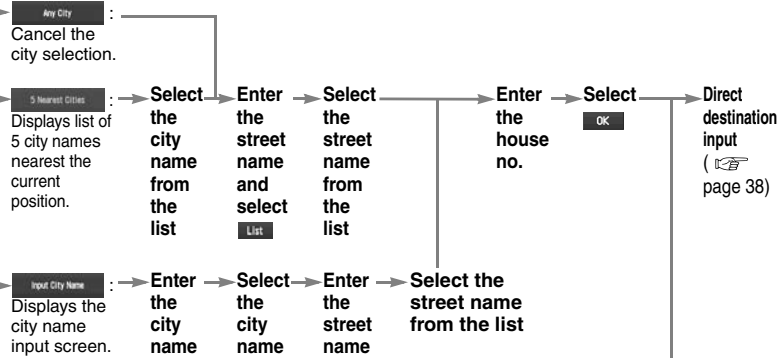 Any City :
Cancel the
city selection.
5 Nearest Cities :
Displays list of
5 city names
nearest the
current
position.
Select
the
city
name
from
the
list
Enter
the
street
name
and
select
List
Select
the
street
name
from
the
list
Enter
the
house
no.
Select
OK
Direct
destination
input
(
page 38)
Input City Name :
Displays the
city name
input screen.
Enter
the
city
name
Select
the
city
name
Enter
the
street
name
Select the
street name
from the list